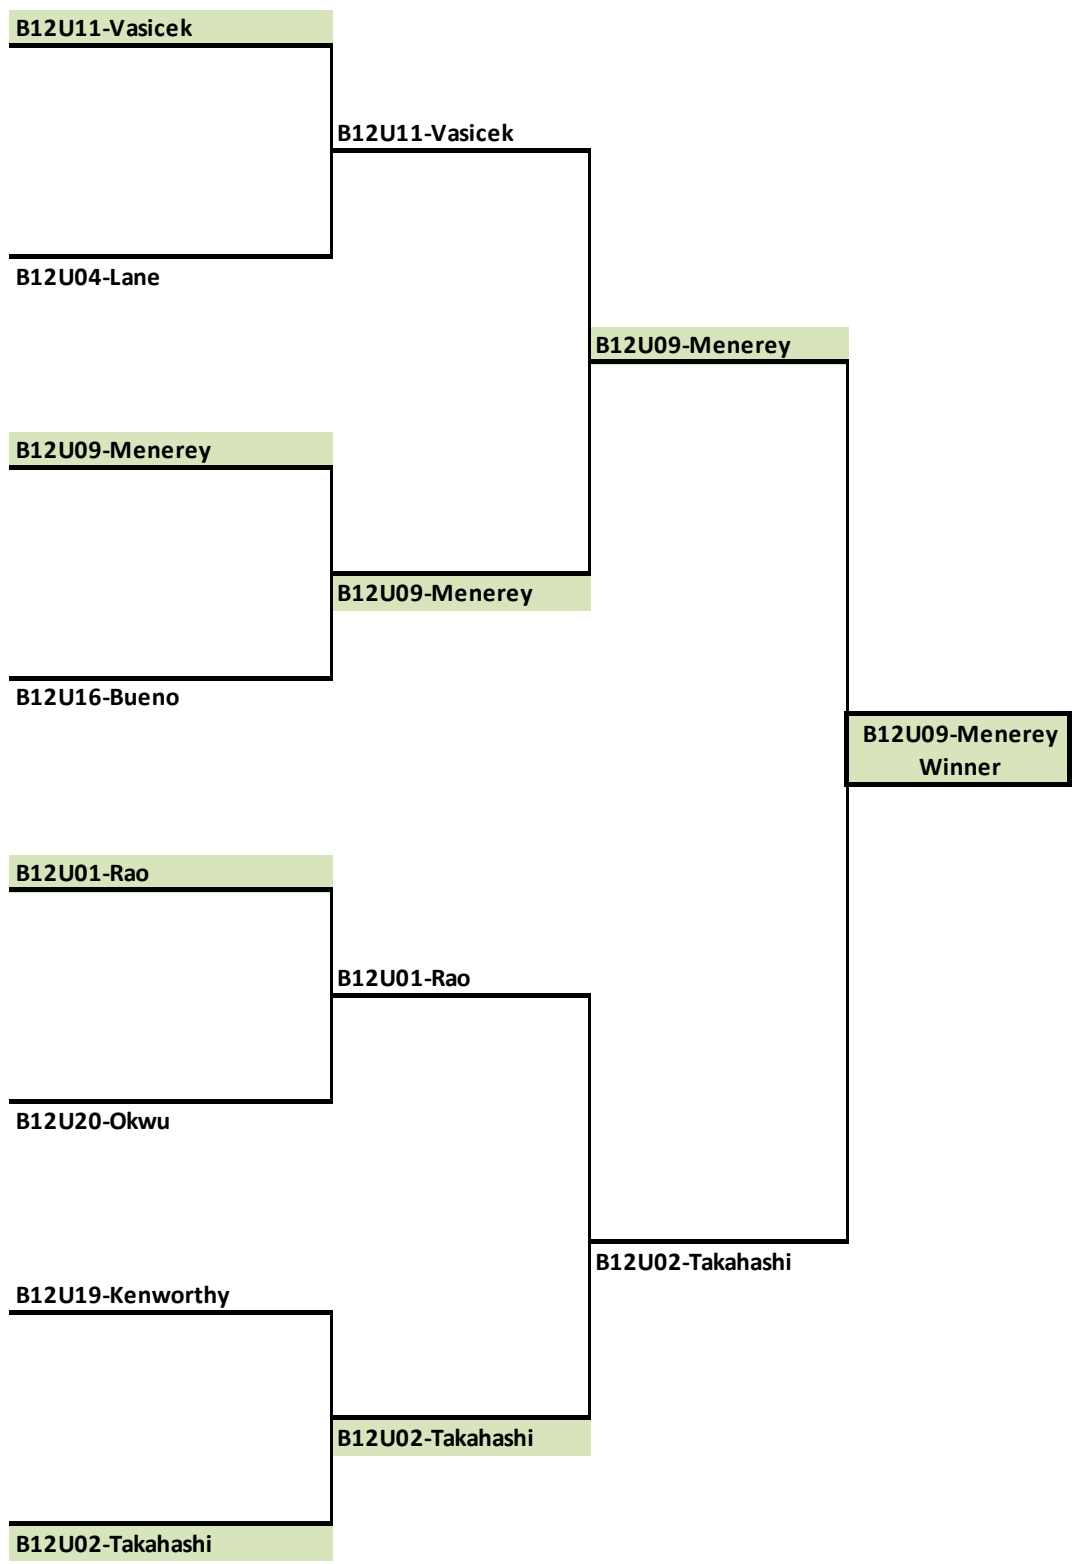 B12U11-Vasicek
B12U11-Vasicek
B12U04-Lane
B12U09-Menerey
B12U09-Menerey
B12U09-Menerey
B12U16-Bueno
B12U09-Menerey
Winner
B12U01-Rao
B12U01-Rao
B12U20-Okwu
B12U02-Takahashi
B12U19-Kenworthy
B12U02-Takahashi
B12U02-Takahashi